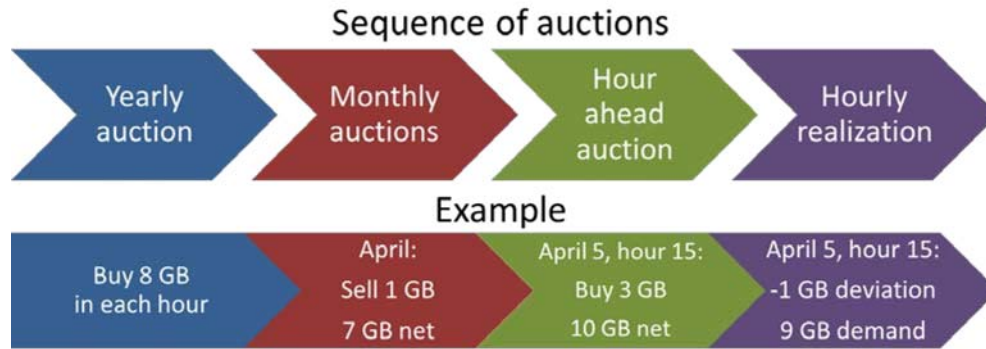 Sequence of auctions
Yearly
auction
Monthly
auctions
Hour
ahead
auction
Hourly
realization
Example
Buy 8 GB
in each hour
April:
Sell 1 GB
7 GB net
April 5, hour 15:
Buy 3 GB
10 GB net
April 5, hour 15:
-1 GB deviation
9 GB demand